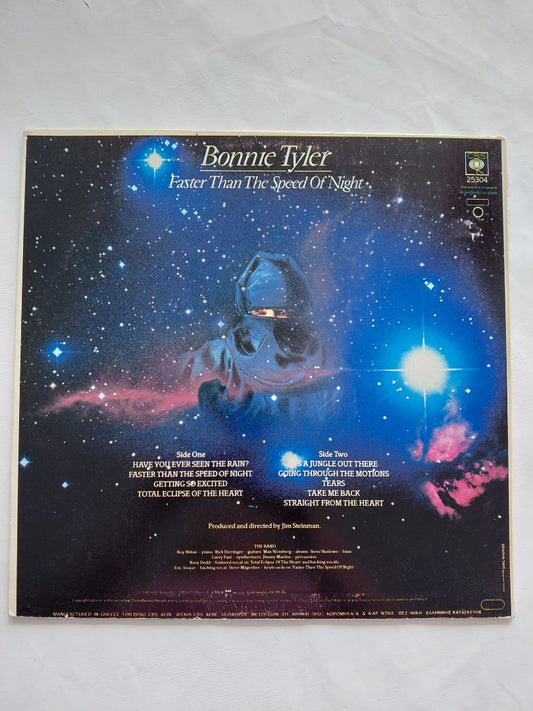 Bonnie Tyler
Faster Than The Speed Of Night
CBS
25304
Side One
HAVE YOU EVER SEEN THE RAIN?
FASTER THAN THE SPEED OF NIGHT
GETTING SO EXCITED
TOTAL ECLIPSE OF THE HEART
Side Two
S A JUNGLE OUT THERE
GOING THROUGH THE MOTIONS
TEARS
TAKE ME BACK
STRAIGHT FROM THE HEART
Produced and directed by Jim Steinman.
THE BAND
Roy Bittan – piano Rick Derringer – guitars Max Weinberg – drums Steve Buslowe – bass
Larry Fast – synthesizers Jimmy Maelen – percussion
Rory Dodd – featured vocal on Total Eclipse Of The Heart and backing vocals
Eric Troyer – backing vocal Steve Margoshes – keyboards on Faster Than The Speed Of Night
MANUFACTURED IN GREECE